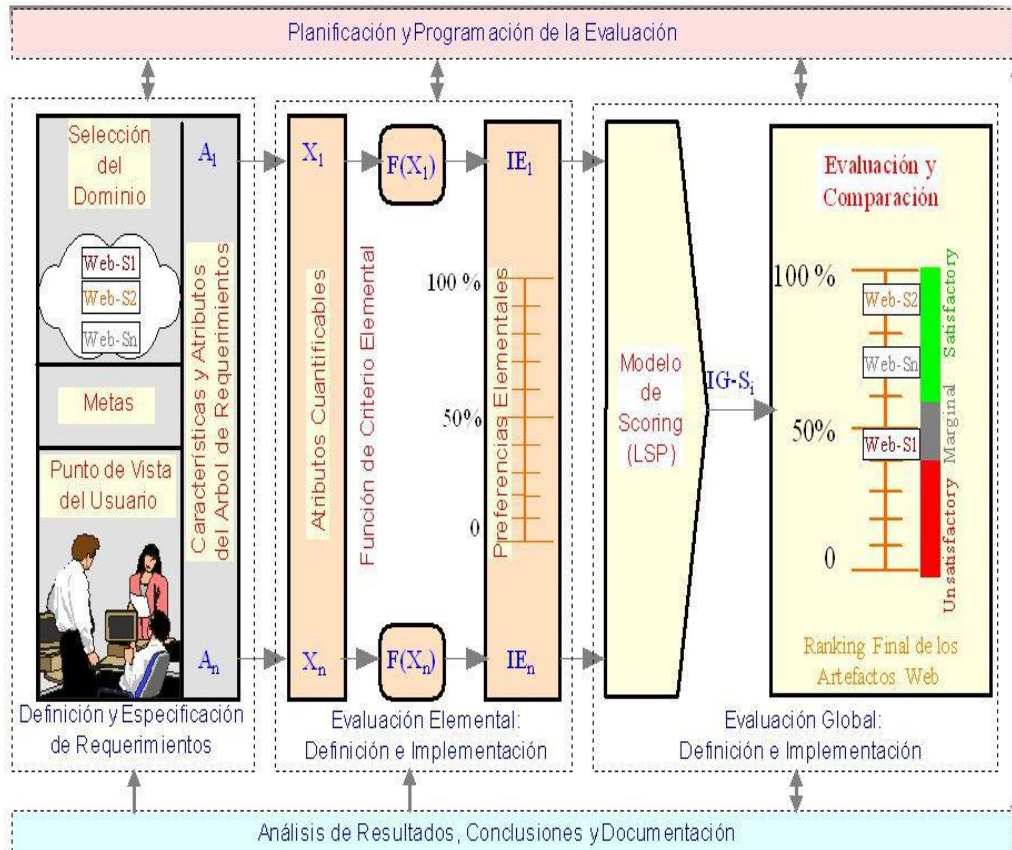 Planificación y Programación de la Evaluación
Selección
del
Dominio
Web-S1
Web-S2
Web-Sn
Metas
Punto de Vista
del Usuario
A1
Características y Atributos
del Arbol de Requerimientos
An
Definición y Especificación
de Requerimientos
X1
Atributos Cuantificables
Xn
F(X1)
Función de Criterio Elemental
F(Xn)
IE1
100 %
50%
0
Preferencias Elementales
IEn
Evaluación Elemental:
Definición e Implementación
Modelo
de
Scoring
(LSP)
IG-Si
Evaluación y
Comparación
100 %
50%
0
Web-S2
Web-Sn
Web-S1
Satisfactory
Marginal
Unsatisfactory
Ranking Final de los
Artefactos Web
Evaluación Global:
Definición e Implementación
Análisis de Resultados, Conclusiones y Documentación